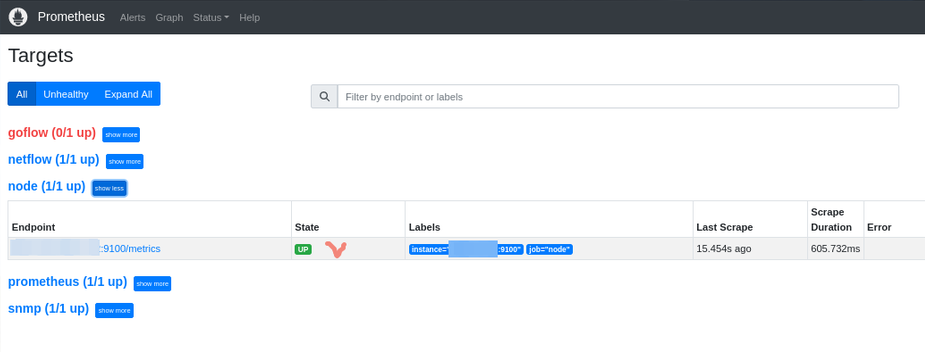 Prometheus Alerts Graph Status Help
Targets
All Unhealthy Expand All
Filter by endpoint or labels
goflow (0/1 up) show more
netflow (1/1 up) show more
node (1/1 up) show less
Endpoint State Labels Last Scrape Scrape Duration Error
:9100/metrics UP instance=" :9100" job="node" 15.454s ago 605.732ms
prometheus (1/1 up) show more
snmp (1/1 up) show more